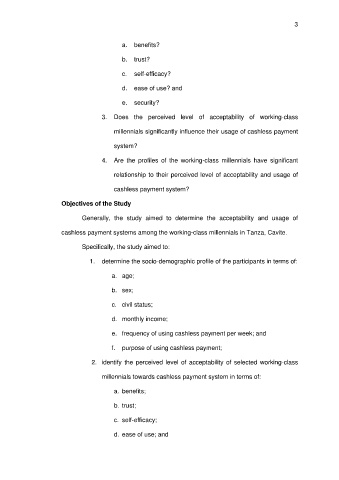 3
a. benefits?
b. trust?
c. self-efficacy?
d. ease of use? and
e. security?
3. Does the perceived level of acceptability of working-class
millennials significantly influence their usage of cashless payment
system?
4. Are the profiles of the working-class millennials have significant
relationship to their perceived level of acceptability and usage of
cashless payment system?
Objectives of the Study
Generally, the study aimed to determine the acceptability and usage of
cashless payment systems among the working-class millennials in Tanza, Cavite.
Specifically, the study aimed to:
1. determine the socio-demographic profile of the participants in terms of:
a. age;
b. sex;
c. civil status;
d. monthly income;
e. frequency of using cashless payment per week; and
f. purpose of using cashless payment;
2. identify the perceived level of acceptability of selected working-class
millennials towards cashless payment system in terms of:
a. benefits;
b. trust;
c. self-efficacy;
d. ease of use; and